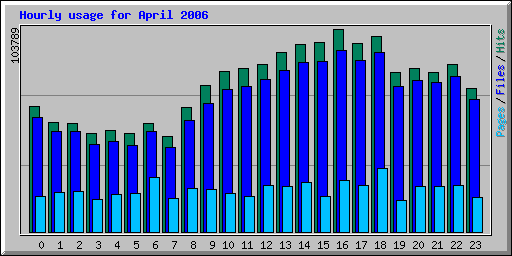 Hourly usage for April 2006
103789
Pages/Files/Hits
0 1 2 3 4 5 6 7 8 9 10 11 12 13 14 15 16 17 18 19 20 21 22 23